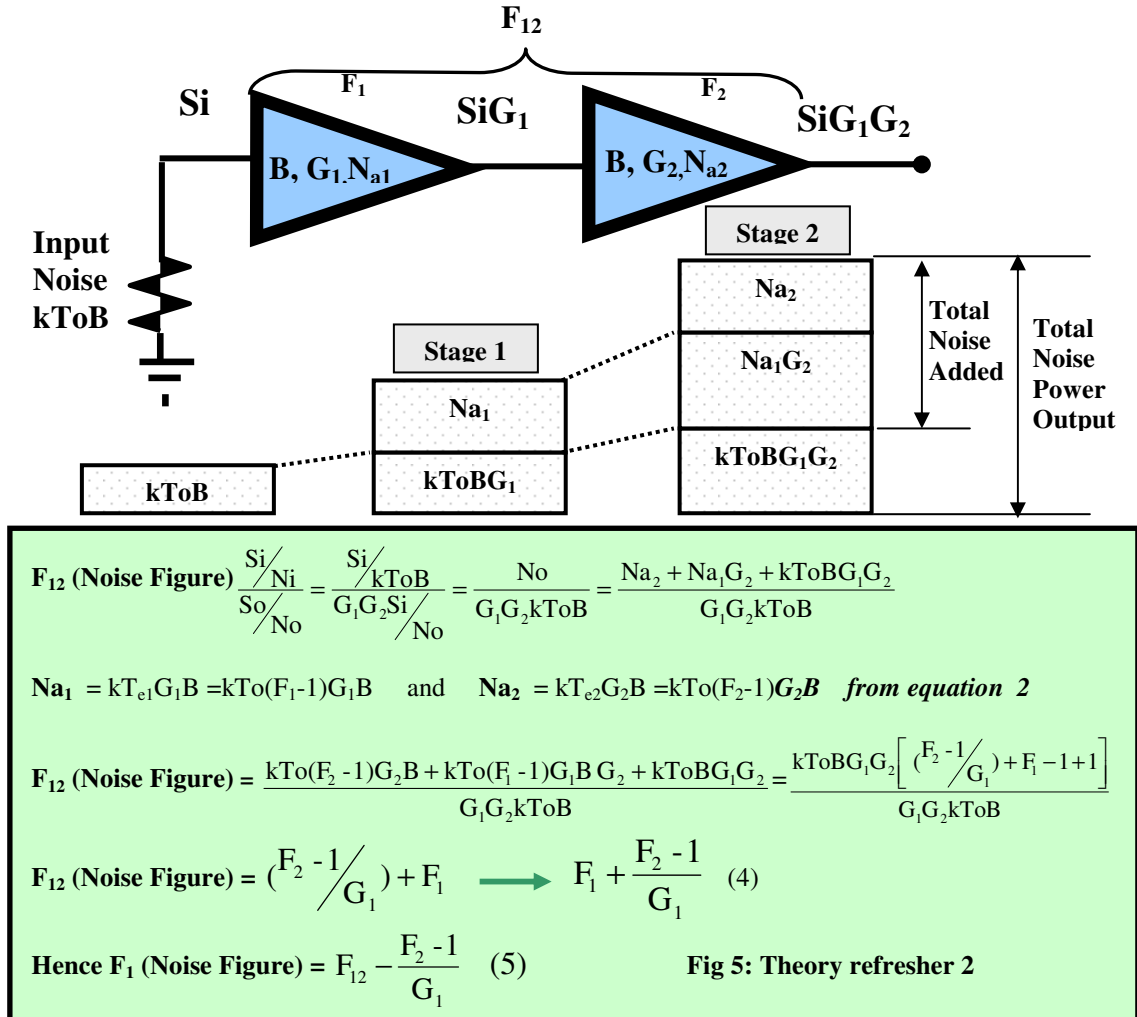 F₁₂
F₁
F₂
Si
SiG₁
SiG₁G₂
B, G₁,Nₐ₁
B, G₂,Nₐ₂
Input
Noise
kToB
Stage 2
Stage 1
Na₂
Na₁G₂
kToBG₁G₂
Na₁
kToBG₁
kToB
Total
Noise
Added
Total
Noise
Power
Output
F₁₂ (Noise Figure) (Si/Ni)/(So/No) = (Si/kToB)/(G₁G₂Si/No) = No/(G₁G₂kToB) = (Na₂ + Na₁G₂ + kToBG₁G₂)/(G₁G₂kToB)
Na₁ = kTₑ₁G₁B =kTo(F₁-1)G₁B and Na₂ = kTₑ₂G₂B =kTo(F₂-1)G₂B from equation 2
F₁₂ (Noise Figure) = (kTo(F₂ -1)G₂B + kTo(F₁ -1)G₁B G₂ + kToBG₁G₂)/(G₁G₂kToB) = (kToBG₁G₂[(F₂ -1/G₁) + F₁ − 1 + 1])/(G₁G₂kToB)
F₁₂ (Noise Figure) = (F₂ -1/G₁) + F₁ → F₁ + (F₂ -1)/G₁ (4)
Hence F₁ (Noise Figure) = F₁₂ − (F₂ -1)/G₁ (5) Fig 5: Theory refresher 2